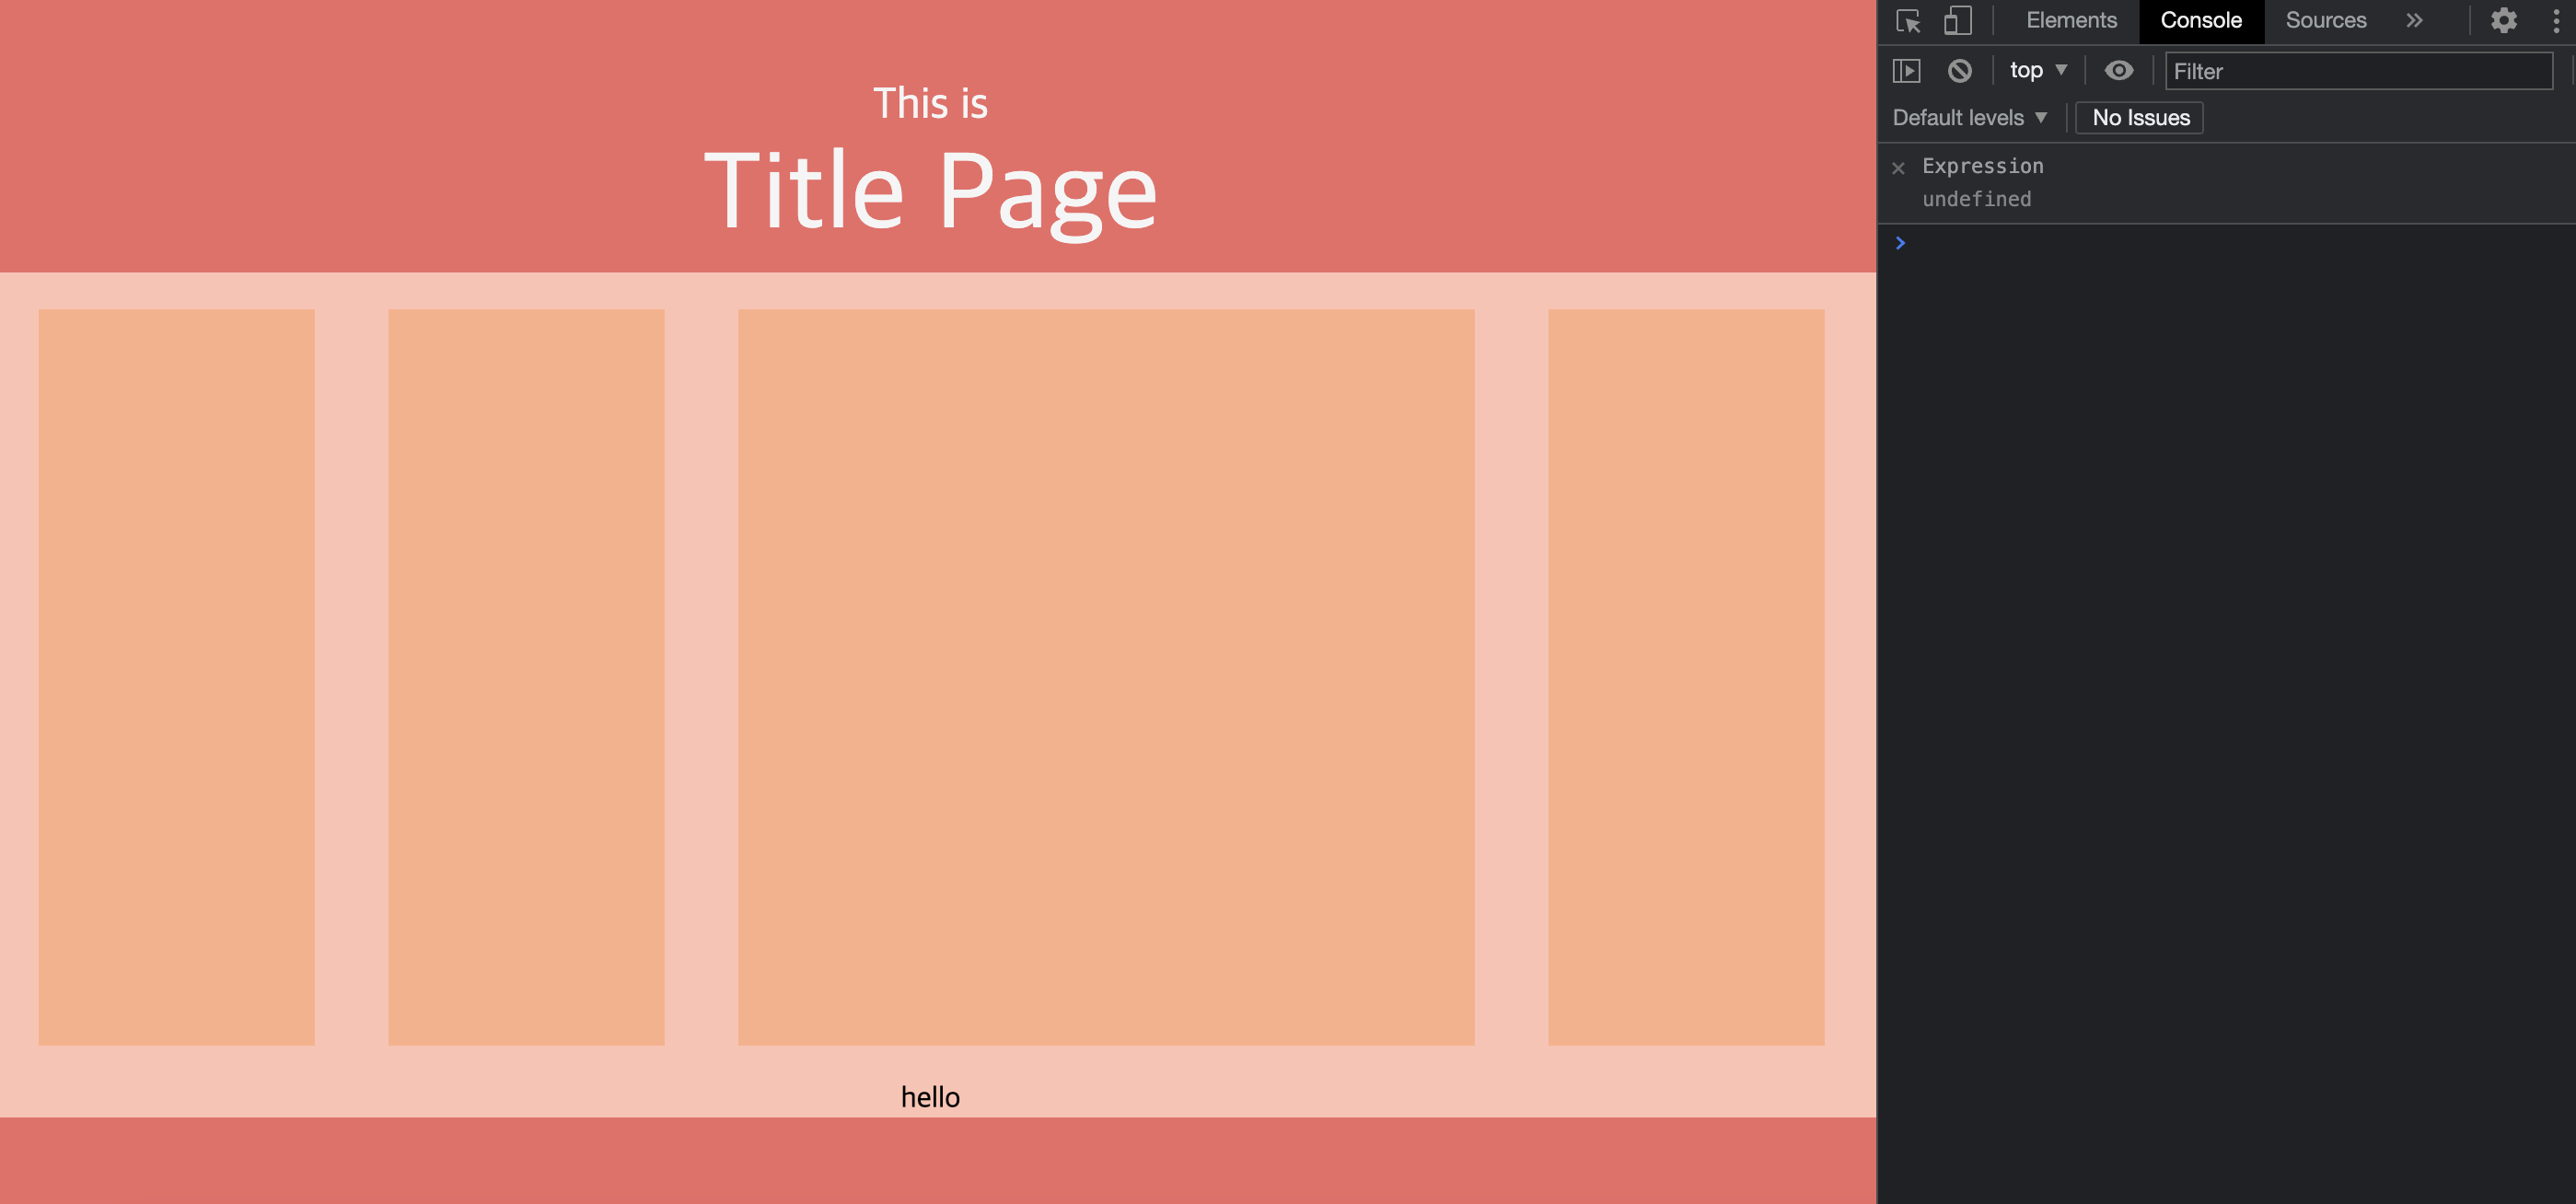 This is
Title Page
hello
Elements Console Sources
top Filter
Default levels No Issues
Expression
undefined